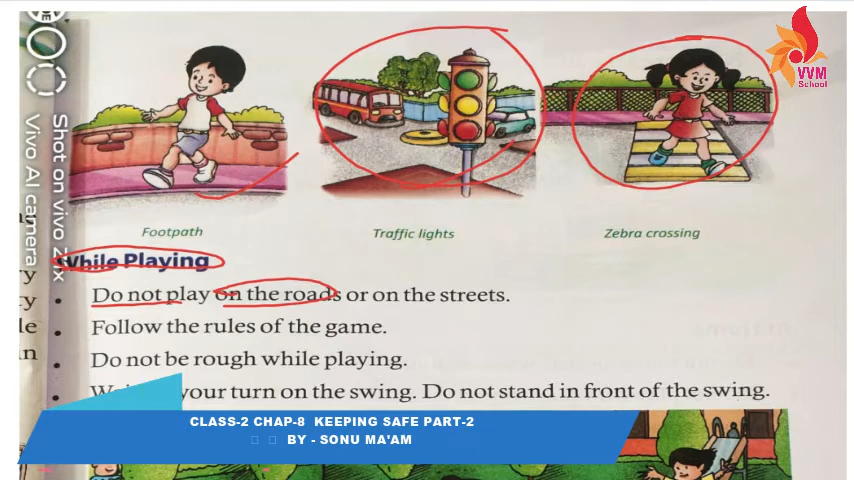 VVM
School
Shot on vivo
Vivo AI camera
Footpath
Traffic lights
Zebra crossing
While Playing
• Do not play on the roads or on the streets.
• Follow the rules of the game.
• Do not be rough while playing.
• your turn on the swing. Do not stand in front of the swing.
CLASS-2 CHAP-8 KEEPING SAFE PART-2
BY - SONU MA'AM